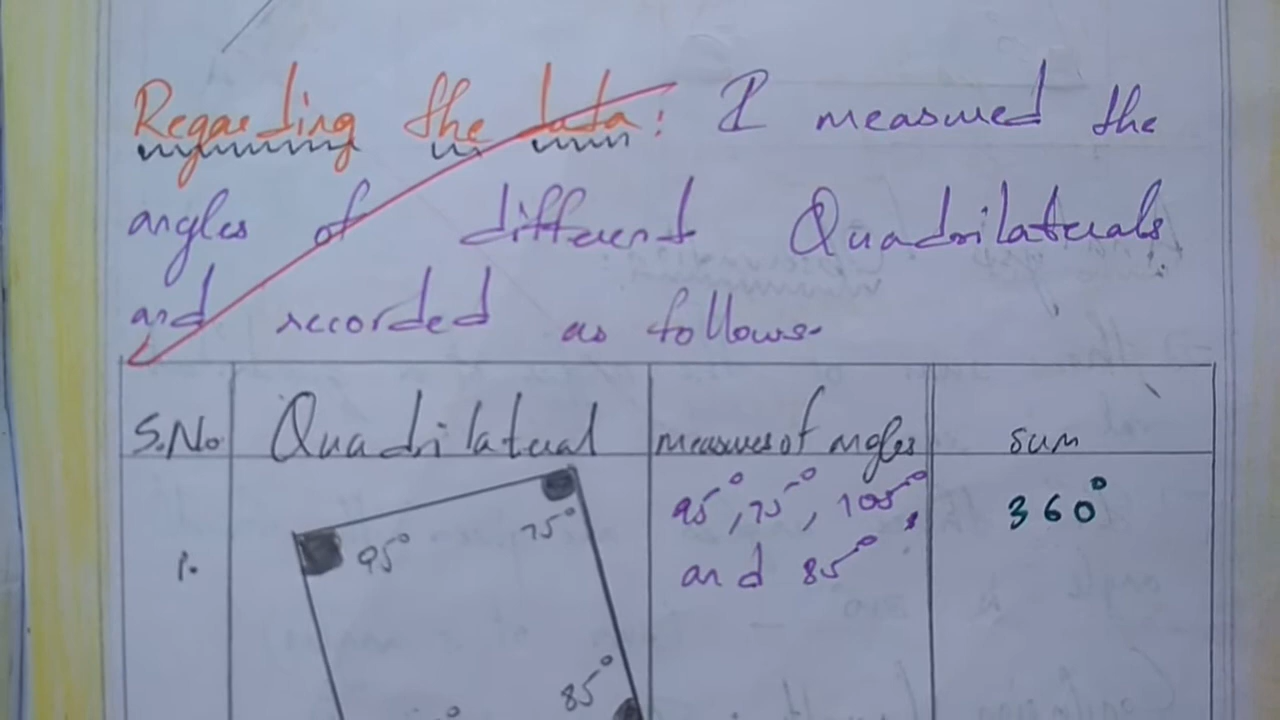 Regarding the data: I measured the
angles of different Quadrilaterals
and recorded as follows-
S.No Quadrilateral measures of angles sum
1. 95° 75° 95°, 75°, 105°, 360°
and 85°
85°